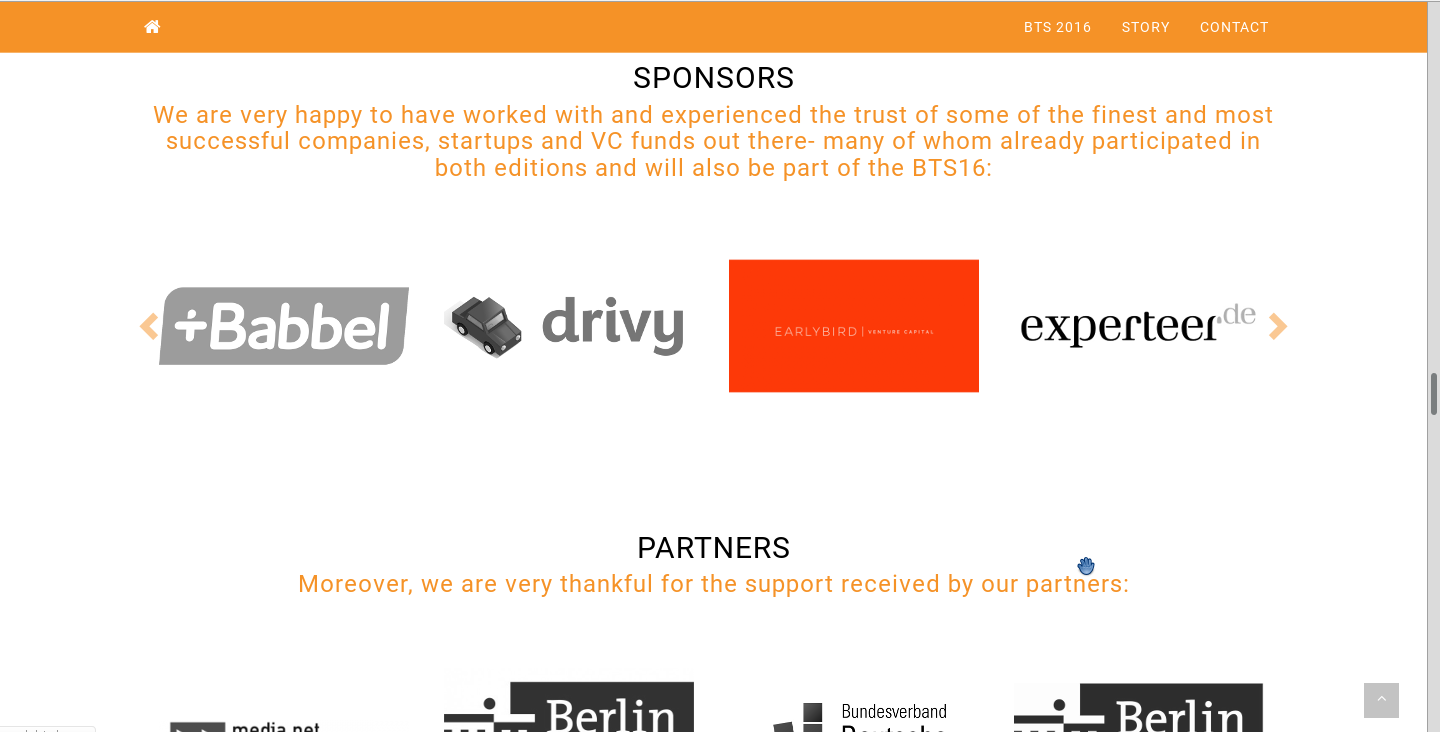 BTS 2016 STORY CONTACT
SPONSORS
We are very happy to have worked with and experienced the trust of some of the finest and most
successful companies, startups and VC funds out there- many of whom already participated in
both editions and will also be part of the BTS16:
+Babbel
drivy
EARLYBIRD | VENTURE CAPITAL
experteer.de
PARTNERS
Moreover, we are very thankful for the support received by our partners:
media.net
Berlin
Bundesverband
Berlin